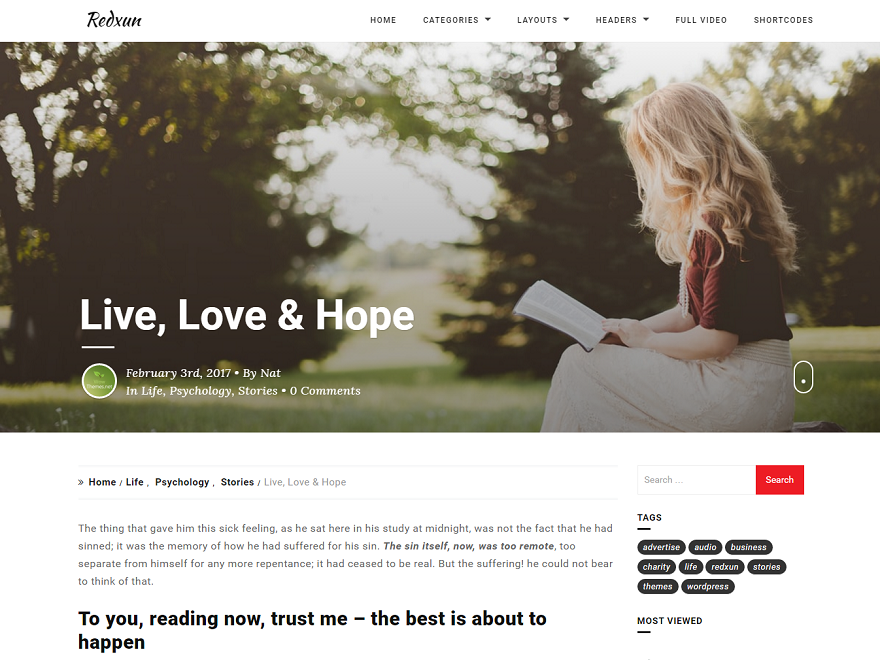 Redxun
HOME CATEGORIES LAYOUTS HEADERS FULL VIDEO SHORTCODES
Live, Love & Hope
February 3rd, 2017 • By Nat
In Life, Psychology, Stories • 0 Comments
» Home / Life , Psychology , Stories / Live, Love & Hope
The thing that gave him this sick feeling, as he sat here in his study at midnight, was not the fact that he had
sinned; it was the memory of how he had suffered for his sin. The sin itself, now, was too remote, too
separate from himself for any more repentance; it had ceased to be real. But the suffering! he could not bear
to think of that.
To you, reading now, trust me – the best is about to
happen
Search ...
Search
TAGS
advertise audio business
charity life redxun stories
themes wordpress
MOST VIEWED